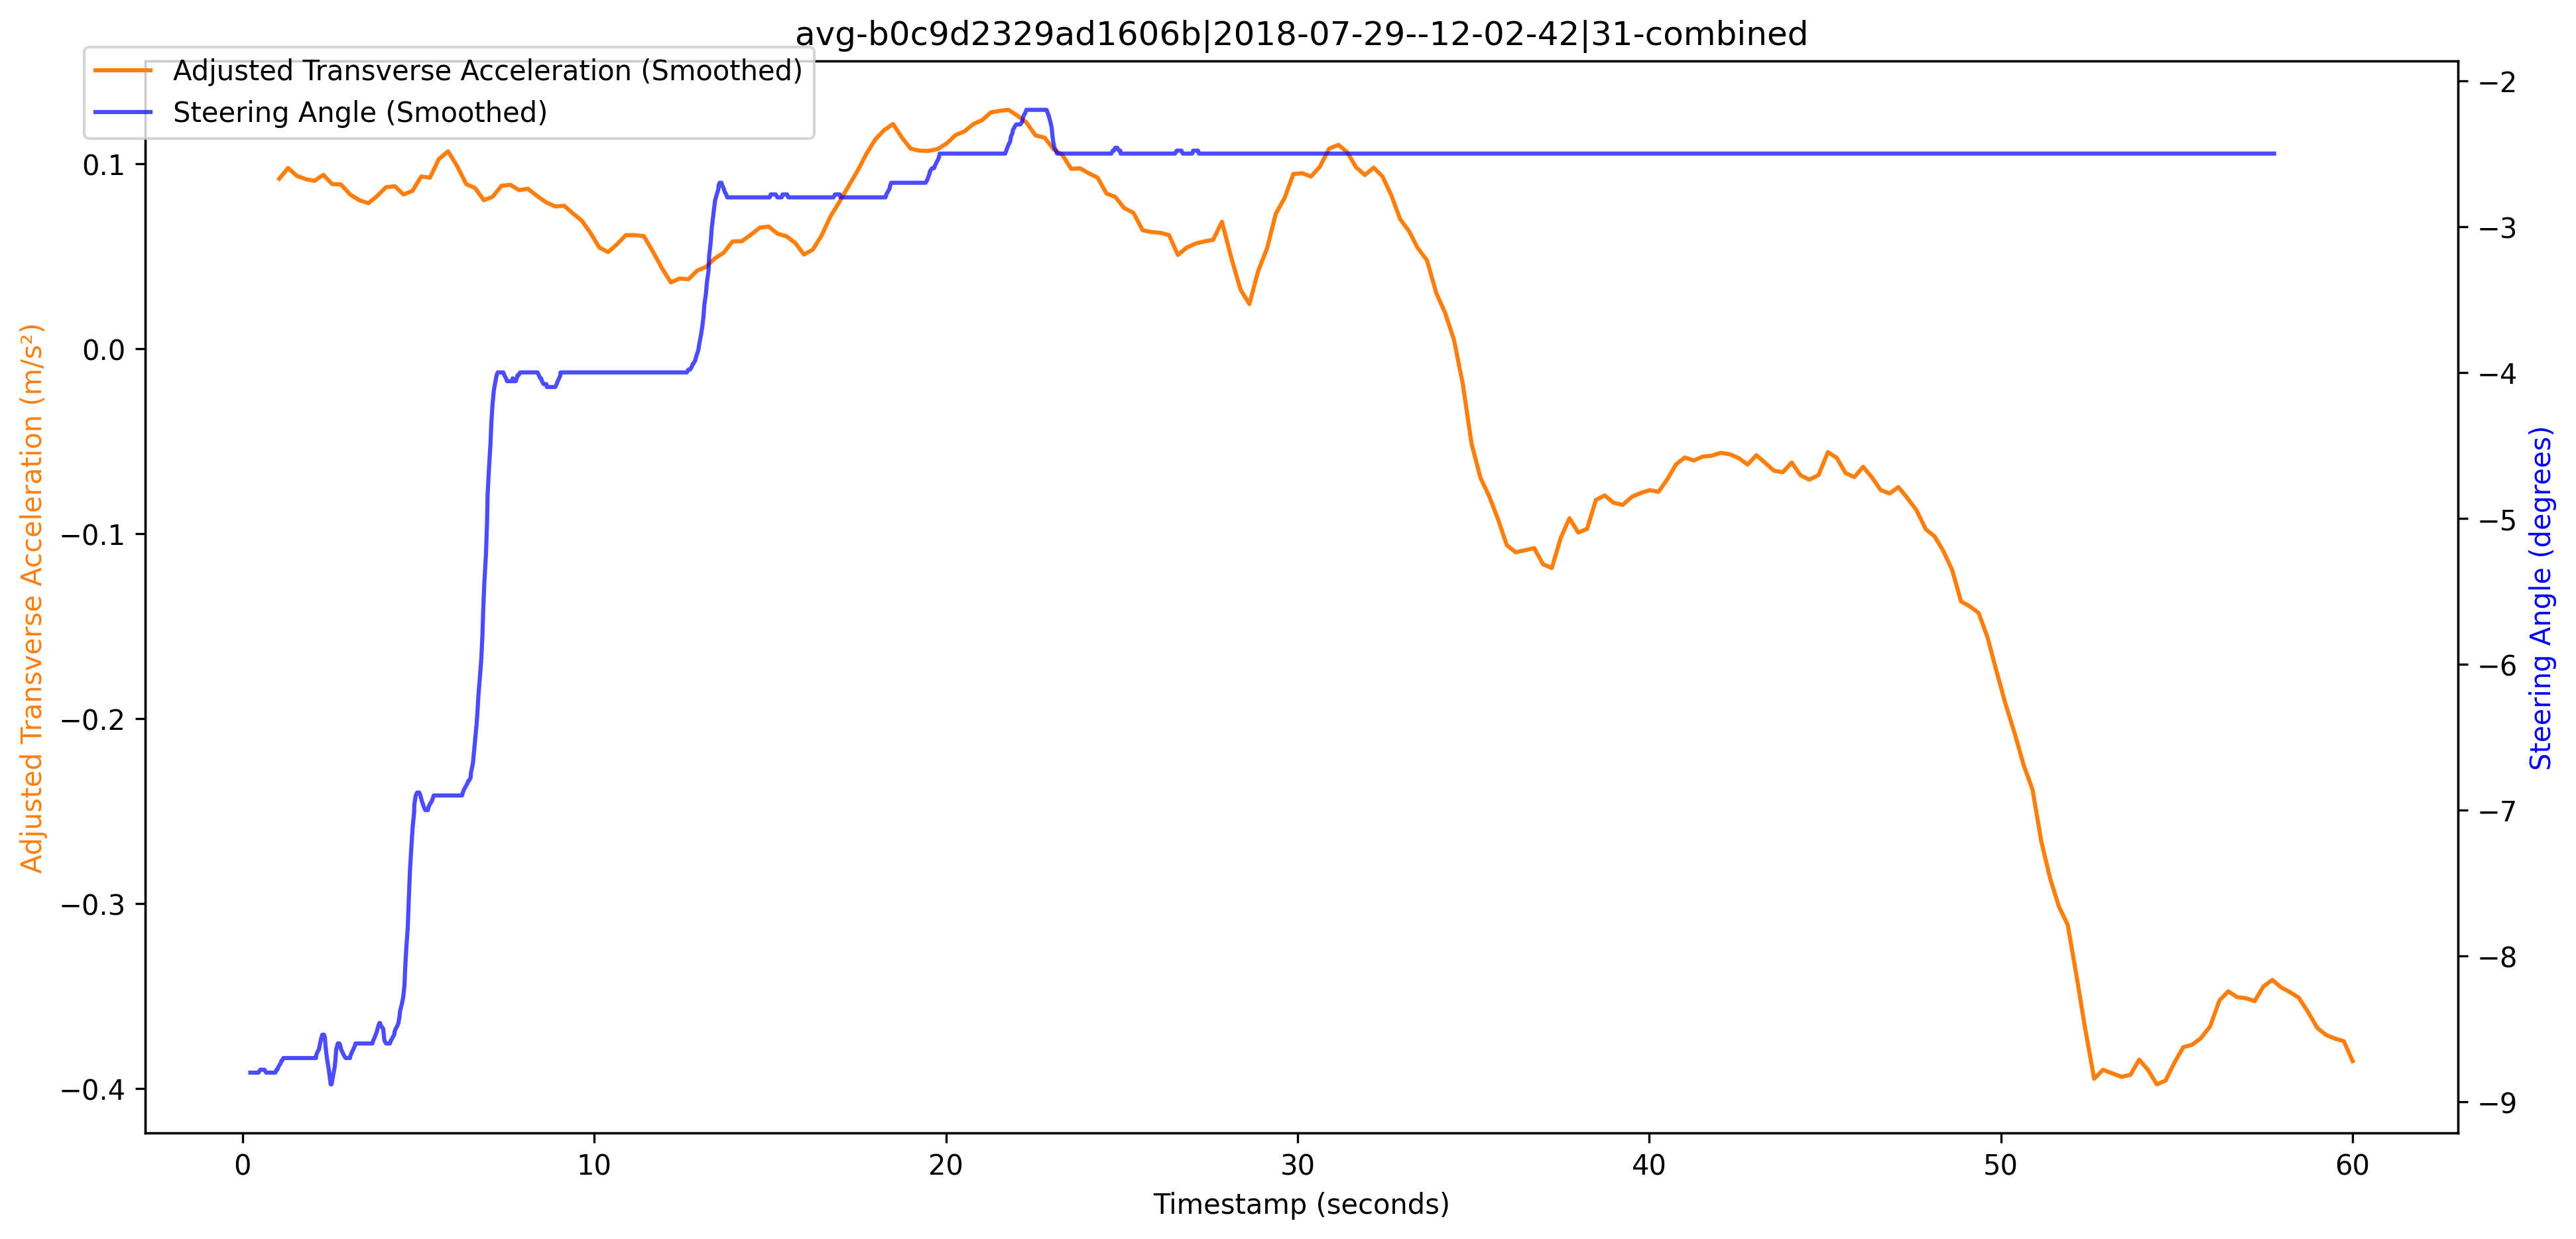 avg-b0c9d2329ad1606b|2018-07-29--12-02-42|31-combined
Adjusted Transverse Acceleration (Smoothed)
Steering Angle (Smoothed)
Adjusted Transverse Acceleration (m/s²)
0.1
0.0
−0.1
−0.2
−0.3
−0.4
−2
−3
−4
−5
−6
−7
−8
−9
Steering Angle (degrees)
0 10 20 30 40 50 60
Timestamp (seconds)